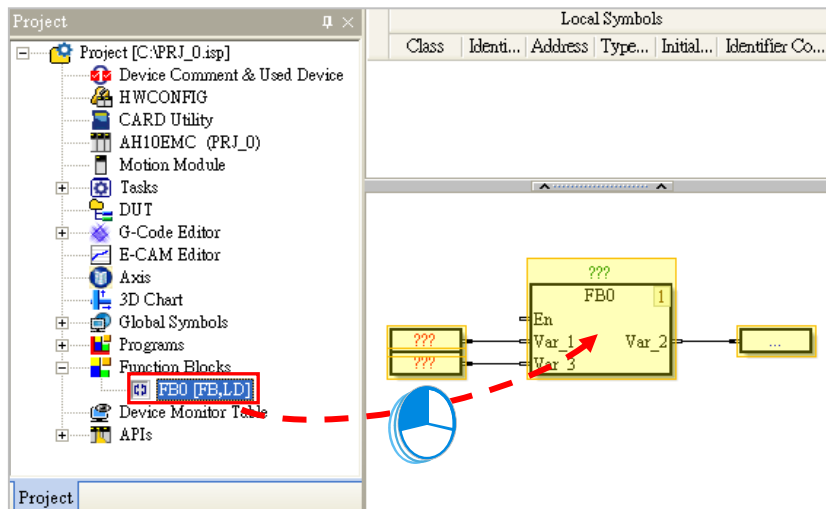 Project
Project [C:\PRJ_0.isp]
Device Comment & Used Device
HWCONFIG
CARD Utility
AH10EMC (PRJ_0)
Motion Module
Tasks
DUT
G-Code Editor
E-CAM Editor
Axis
3D Chart
Global Symbols
Programs
Function Blocks
FB0 [FB,LD]
Device Monitor Table
APIs
Project
Local Symbols
Class Identi... Address Type... Initial... Identifier Co...
???
FB0 1
En
??? Var_1 Var_2 ...
??? Var_3